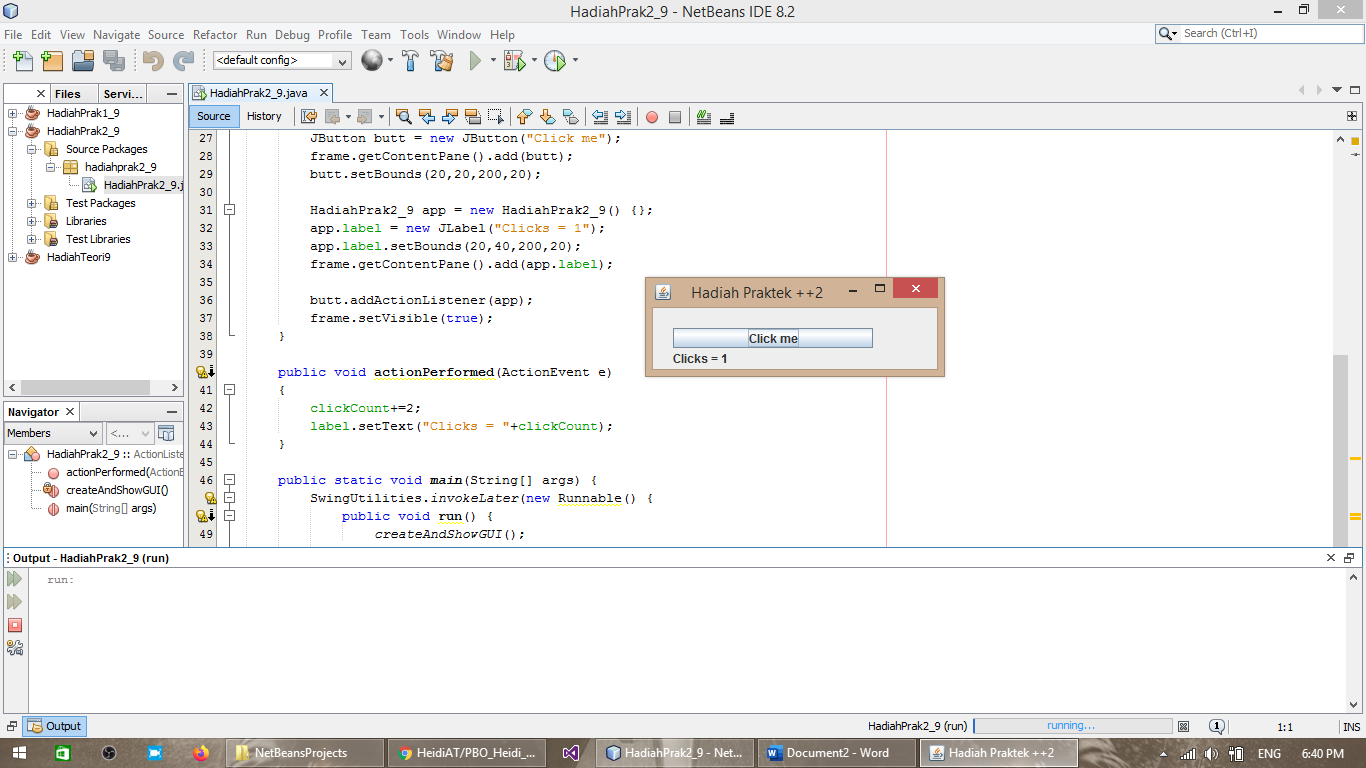 HadiahPrak2_9 - NetBeans IDE 8.2
File Edit View Navigate Source Refactor Run Debug Profile Team Tools Window Help
Search (Ctrl+I)
<default config>
Files Servi...
HadiahPrak2_9.java
Source History
HadiahPrak1_9
HadiahPrak2_9
Source Packages
hadiahprak2_9
HadiahPrak2_9.j
Test Packages
Libraries
Test Libraries
HadiahTeori9
27 JButton butt = new JButton("Click me");
28 frame.getContentPane().add(butt);
29 butt.setBounds(20,20,200,20);
30
31 HadiahPrak2_9 app = new HadiahPrak2_9() {};
32 app.label = new JLabel("Clicks = 1");
33 app.label.setBounds(20,40,200,20);
34 frame.getContentPane().add(app.label);
35
36 butt.addActionListener(app);
37 frame.setVisible(true);
38 }
39
public void actionPerformed(ActionEvent e)
41 {
42 clickCount+=2;
43 label.setText("Clicks = "+clickCount);
44 }
45
46 public static void main(String[] args) {
SwingUtilities.invokeLater(new Runnable() {
public void run() {
49 createAndShowGUI();
Hadiah Praktek ++2
Click me
Clicks = 1
Navigator
Members <...
HadiahPrak2_9 :: ActionListe
actionPerformed(ActionE
createAndShowGUI()
main(String[] args)
Output - HadiahPrak2_9 (run)
run:
Output
HadiahPrak2_9 (run) running... 1 1:1 INS
NetBeansProjects
HeidiAT/PBO_Heidi_...
HadiahPrak2_9 - Net...
Document2 - Word
Hadiah Praktek ++2
ENG 6:40 PM